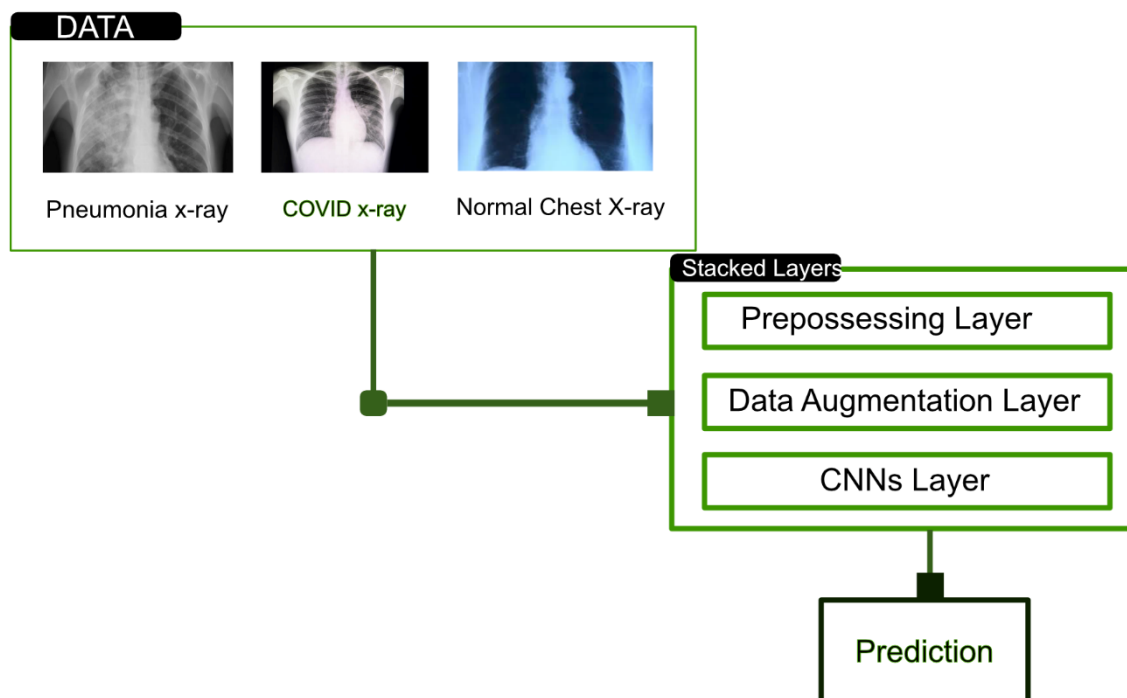 DATA
Pneumonia x-ray
COVID x-ray
Normal Chest X-ray
Stacked Layers
Prepossessing Layer
Data Augmentation Layer
CNNs Layer
Prediction